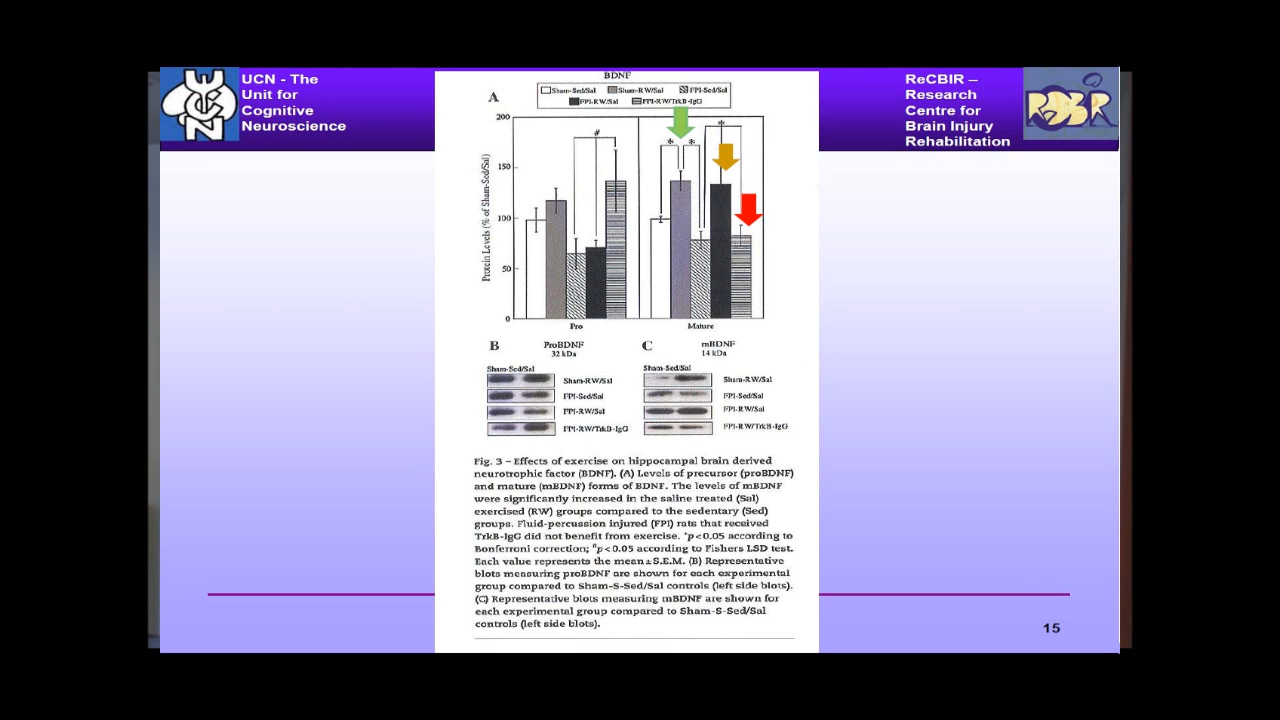 UCN - The
Unit for
Cognitive
Neuroscience
ReCBIR –
Research
Centre for
Brain Injury
Rehabilitation
BDNF
A
Sham-Sed/Sal Sham-RW/Sal FPI-Sed/Sal
FPI-RW/Sal FPI-RW/TrkB-IgG
Protein Levels (% of Sham-Sed/Sal)
200
150
100
50
0
#
* * *
Pro Mature
B ProBDNF
32 kDa
Sham-Sed/Sal
Sham-RW/Sal
FPI-Sed/Sal
FPI-RW/Sal
FPI-RW/TrkB-IgG
C mBDNF
14 kDa
Sham-Sed/Sal
Sham-RW/Sal
FPI-Sed/Sal
FPI-RW/Sal
FPI-RW/TrkB-IgG
Fig. 3 – Effects of exercise on hippocampal brain derived
neurotrophic factor (BDNF). (A) Levels of precursor (proBDNF)
and mature (mBDNF) forms of BDNF. The levels of mBDNF
were significantly increased in the saline treated (Sal)
exercised (RW) groups compared to the sedentary (Sed)
groups. Fluid-percussion injured (FPI) rats that received
TrkB-IgG did not benefit from exercise. *p<0.05 according to
Bonferroni correction; #p<0.05 according to Fishers LSD test.
Each value represents the mean±S.E.M. (B) Representative
blots measuring proBDNF are shown for each experimental
group compared to Sham-S-Sed/Sal controls (left side blots).
(C) Representative blots measuring mBDNF are shown for
each experimental group compared to Sham-S-Sed/Sal
controls (left side blots).
15